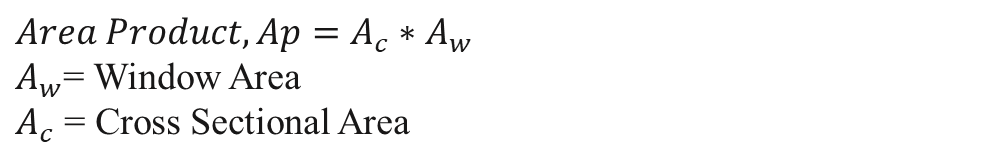 Area Product, Ap = A_c * A_w
A_w= Window Area
A_c = Cross Sectional Area